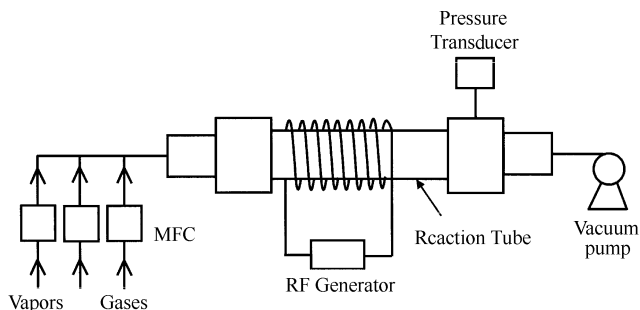 Pressure
Transducer
MFC
Rcaction Tube
Vacuum
pump
RF Generator
Vapors
Gases